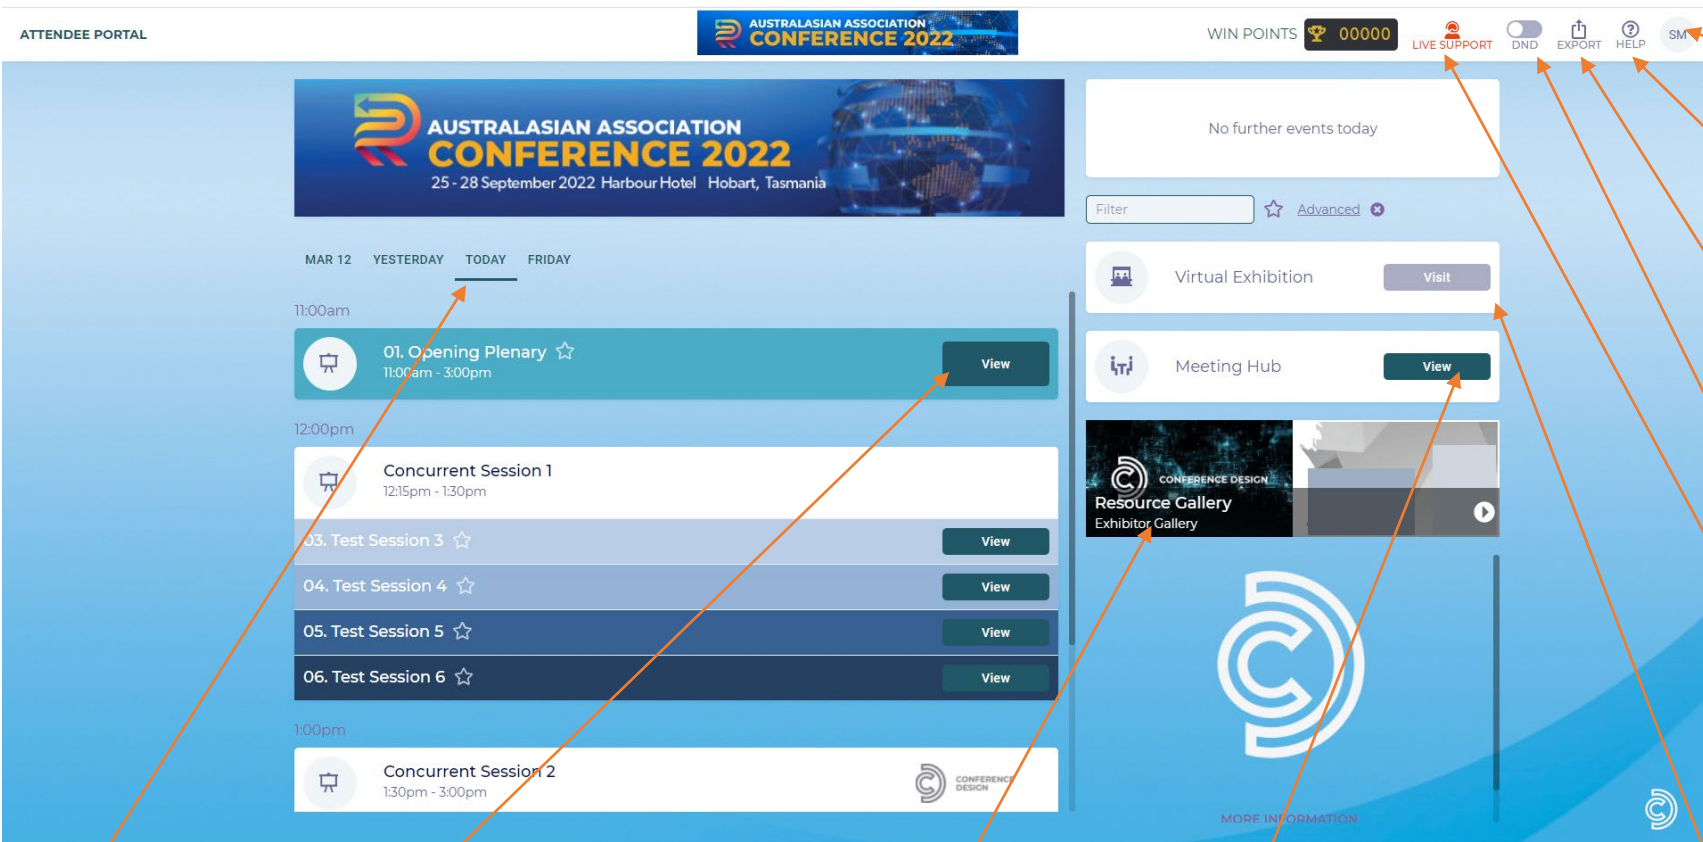 ATTENDEE PORTAL
AUSTRALASIAN ASSOCIATION
CONFERENCE 2022
WIN POINTS 00000
LIVE SUPPORT
DND
EXPORT
HELP
SM
AUSTRALASIAN ASSOCIATION
CONFERENCE 2022
25 - 28 September 2022 Harbour Hotel Hobart, Tasmania
No further events today
Filter
Advanced
MAR 12 YESTERDAY TODAY FRIDAY
11:00am
01. Opening Plenary
11:00am - 3:00pm
View
12:00pm
Concurrent Session 1
12:15pm - 1:30pm
03. Test Session 3
View
04. Test Session 4
View
05. Test Session 5
View
06. Test Session 6
View
1:00pm
Concurrent Session 2
1:30pm - 3:00pm
CONFERENCE
DESIGN
Virtual Exhibition
Visit
Meeting Hub
View
CONFERENCE DESIGN
Resource Gallery
Exhibitor Gallery
MORE INFORMATION